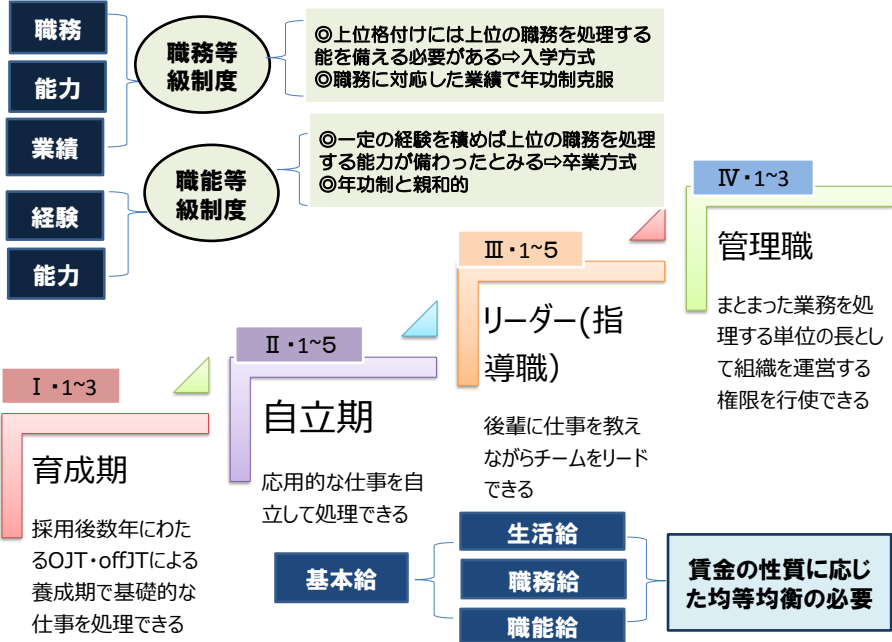 職務
能力
業績
職務等
級制度
◎上位格付けには上位の職務を処理する
能を備える必要がある⇨入学方式
◎職務に対応した業績で年功制克服
経験
能力
職能等
級制度
◎一定の経験を積めば上位の職務を処理
する能力が備わったとみる⇨卒業方式
◎年功制と親和的
Ⅰ・1~3
育成期
採用後数年にわた
るOJT・offJTによる
養成期で基礎的な
仕事を処理できる
Ⅱ・1~5
自立期
応用的な仕事を自
立して処理できる
Ⅲ・1~5
リーダー(指
導職)
後輩に仕事を教え
ながらチームをリード
できる
Ⅳ・1~3
管理職
まとまった業務を処
理する単位の長とし
て組織を運営する
権限を行使できる
基本給
生活給
職務給
職能給
賃金の性質に応じ
た均等均衡の必要